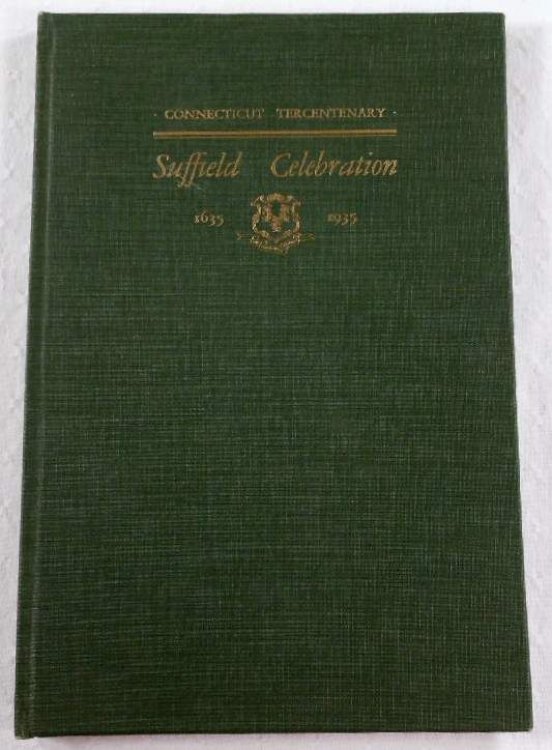 · CONNECTICUT TERCENTENARY ·
Suffield Celebration
1635 1935